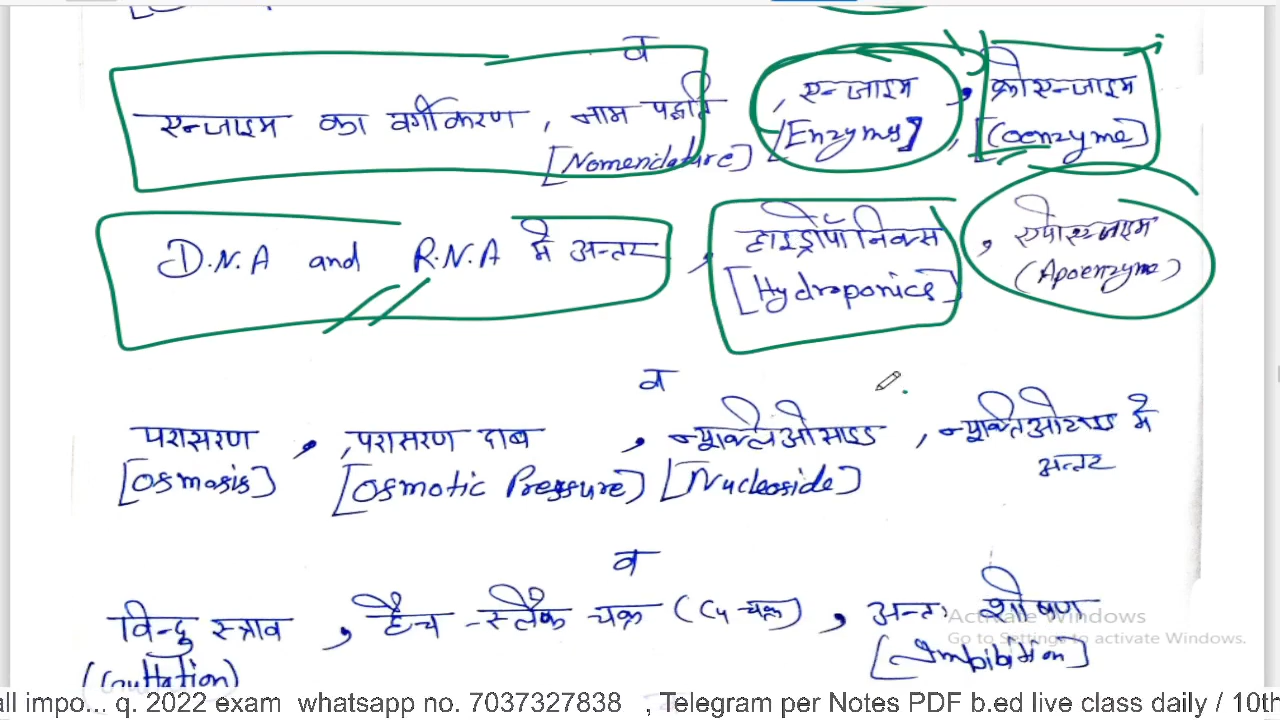 व
एन्जाइम का वर्गीकरण , नाम पद्धति , एन्जाइम , कोएन्जाइम
[Nomenclature] [Enzymes] , [Coenzyme]
D.N.A and R.N.A में अन्तर , हाइड्रोपोनिक्स , एपोएन्जाइम
[Hydroponics] (Apoenzyme)
व
परासरण , परासरण दाब , न्यूक्लिओसाइड , न्यूक्लिओटाइड में
अन्तर
[Osmosis] [Osmotic Pressure] [Nucleoside]
व
बिन्दु स्त्राव , हैच -स्लैक चक्र (C4 चक्र) , अन्तः शोषण
(Guttation) [Imbibition]
Activate Windows
Go to Settings to activate Windows.
all impo... q. 2022 exam whatsapp no. 7037327838 , Telegram per Notes PDF b.ed live class daily / 10th